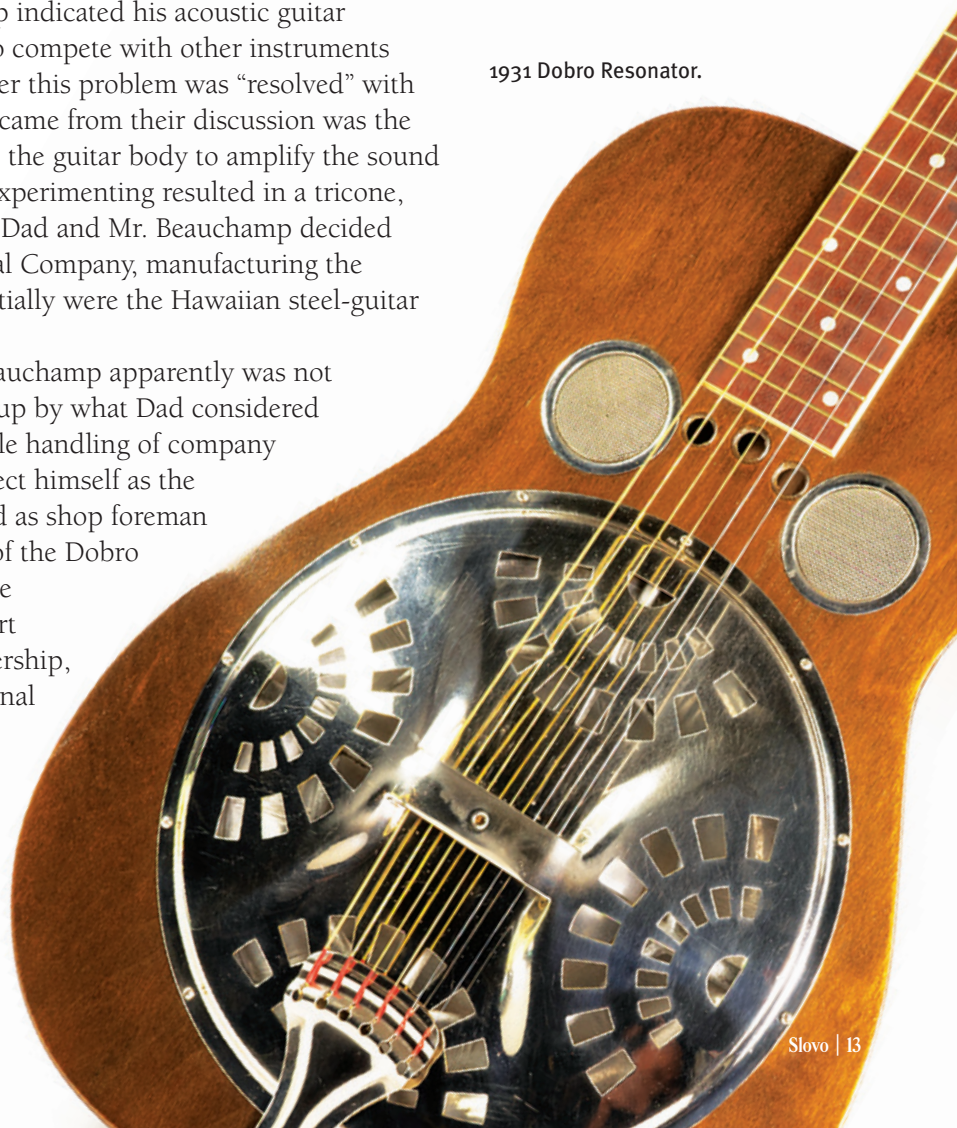 p indicated his acoustic guitar
o compete with other instruments
er this problem was “resolved” with
came from their discussion was the
the guitar body to amplify the sound
xperimenting resulted in a tricone,
Dad and Mr. Beauchamp decided
al Company, manufacturing the
tially were the Hawaiian steel-guitar
auchamp apparently was not
up by what Dad considered
le handling of company
ect himself as the
d as shop foreman
of the Dobro
e
rt
ership,
nal
1931 Dobro Resonator.
Slovo | 13